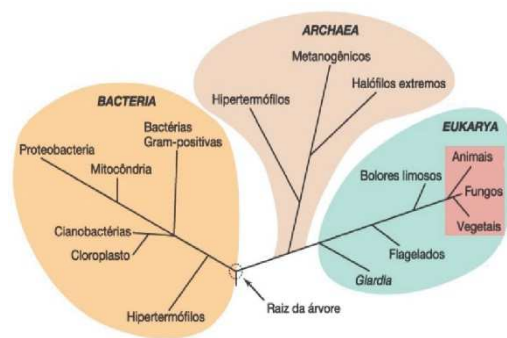 ARCHAEA
Metanogênicos
Halófilos extremos
Hipertermófilos
BACTERIA
Bactérias
Gram-positivas
Proteobacteria
Mitocôndria
Cianobactérias
Cloroplasto
Hipertermófilos
EUKARYA
Animais
Bolores limosos
Fungos
Vegetais
Flagelados
Giardia
Raiz da árvore